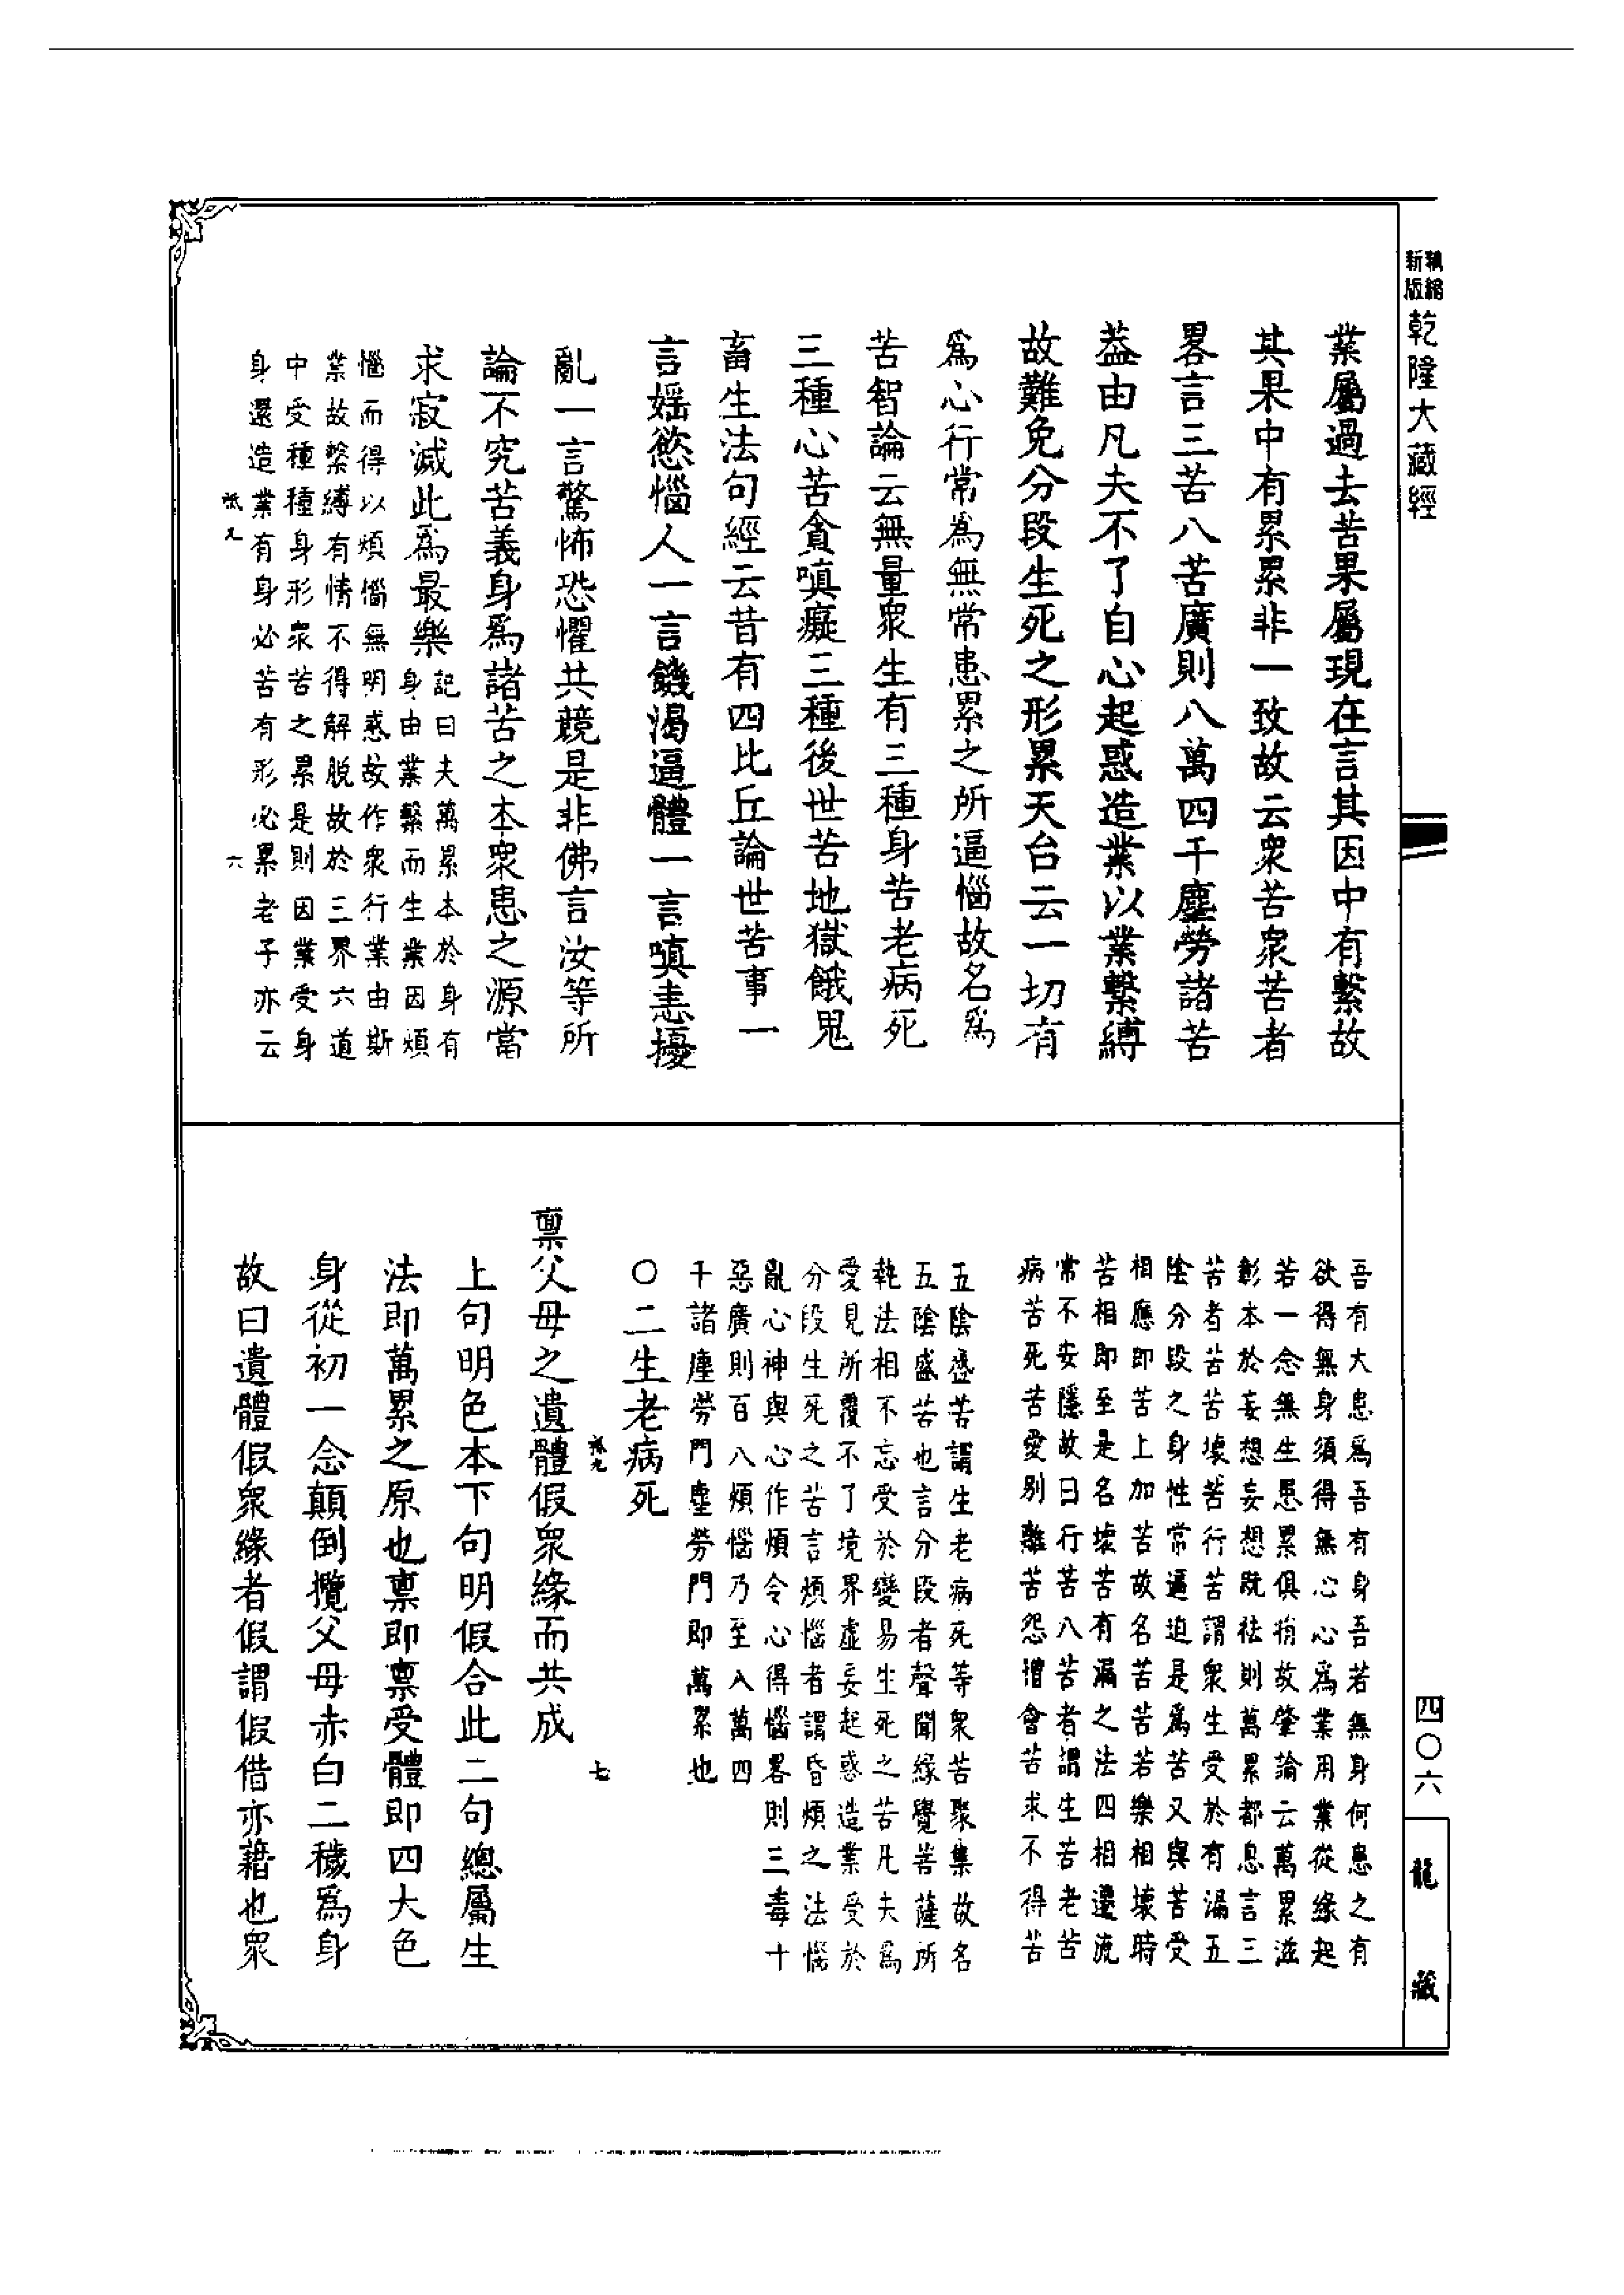 新版
精縮
乾隆大藏經
業屬過去苦果屬現在言其因中有繫故
其果中有累累非一致故云衆苦衆苦者
畧言三苦八苦廣則八萬四千塵勞諸苦
葢由凡夫不了自心起惑造業以業繫縛
故難免分段生死之形累天台云一切有
爲心行常爲無常患累之所逼惱故名爲
苦智論云無量衆生有三種身苦老病死
三種心苦貪嗔癡三種後世苦地獄餓鬼
畜生法句經云昔有四比丘論世苦事一
言婬慾惱人一言饑渴逼體一言嗔恚擾
亂一言驚怖恐懼共競是非佛言汝等所
論不究苦義身爲諸苦之本衆患之源當
求寂滅此爲最樂
記曰夫萬累本於身有
身由業繫而生業因煩
惱而得以煩惱無明惑故作衆行業由斯
業故繫縛有情不得解脱故於三界六道
中受種種身形衆苦之累是則因業受身
身還造業有身必苦有形必累老子亦云
六
吾有大患爲吾有身吾若無身何患之有
欲得無身須得無心心爲業用業從緣起
若一念無生患累俱捐故肇論云萬累滋
彰本於妄想妄想既祛則萬累都息言三
苦者苦苦壞苦行苦謂衆生受於有漏五
陰分段之身性常逼迫是爲苦又與苦受
相應即苦上加苦故名苦苦若樂相壞時
苦相即至是名壞苦有漏之法四相遷流
常不安隱故曰行苦八苦者謂生苦老苦
病苦死苦愛别離苦怨憎會苦求不得苦
五陰盛苦謂生老病死等衆苦聚集故名
五陰盛苦也言分段者聲聞緣覺菩薩所
執法相不忘受於變易生死之苦凡夫爲
愛見所覆不了境界虛妄起惑造業受於
分段生死之苦言煩惱者謂昏煩之法惱
亂心神與心作煩令心得惱畧則三毒十
惡廣則百八煩惱乃至八萬四
千諸塵勞門塵勞門即萬累也
〇二生老病死
七
稟父母之遺體假衆緣而共成
上句明色本下句明假合此二句總屬生
法即萬累之原也稟即稟受體即四大色
身從初一念顛倒攬父母赤白二穢爲身
故曰遺體假衆緣者假謂假借亦藉也衆
四〇六
龍藏